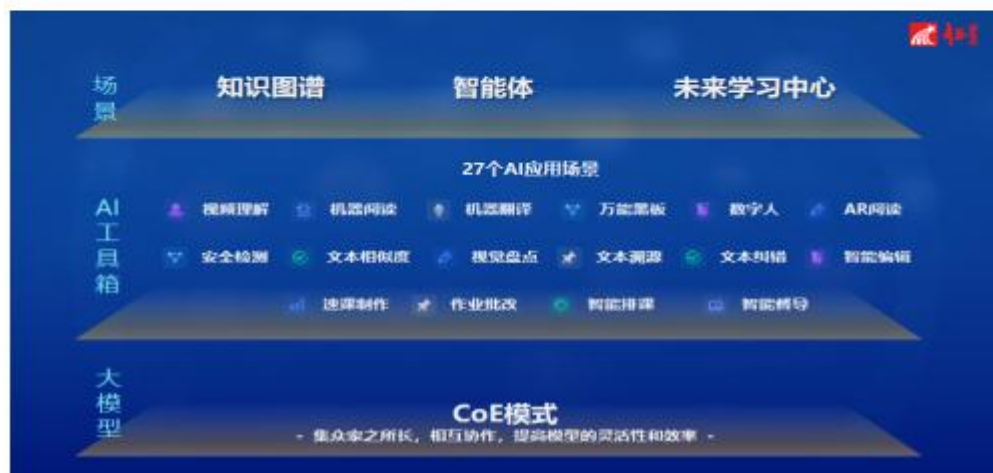 场景
知识图谱 智能体 未来学习中心
27个AI应用场景
AI工具箱
视频理解 机器阅读 机器翻译 万能黑板 数字人 AR阅读
安全检测 文本相似度 视觉盘点 文本溯源 文本纠错 智能编辑
速课制作 作业批改 智能排课 智能督导
大模型
CoE模式
- 集众家之所长，相互协作，提高模型的灵活性和效率 -